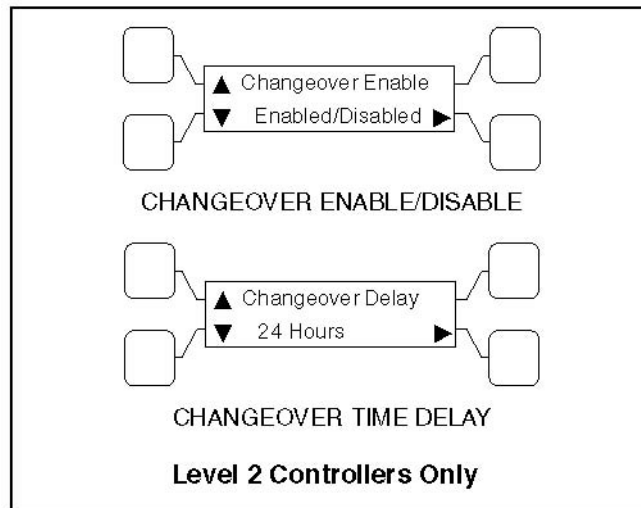 ▲ Changeover Enable
▼ Enabled/Disabled ▶
CHANGEOVER ENABLE/DISABLE
▲ Changeover Delay
▼ 24 Hours ▶
CHANGEOVER TIME DELAY
Level 2 Controllers Only